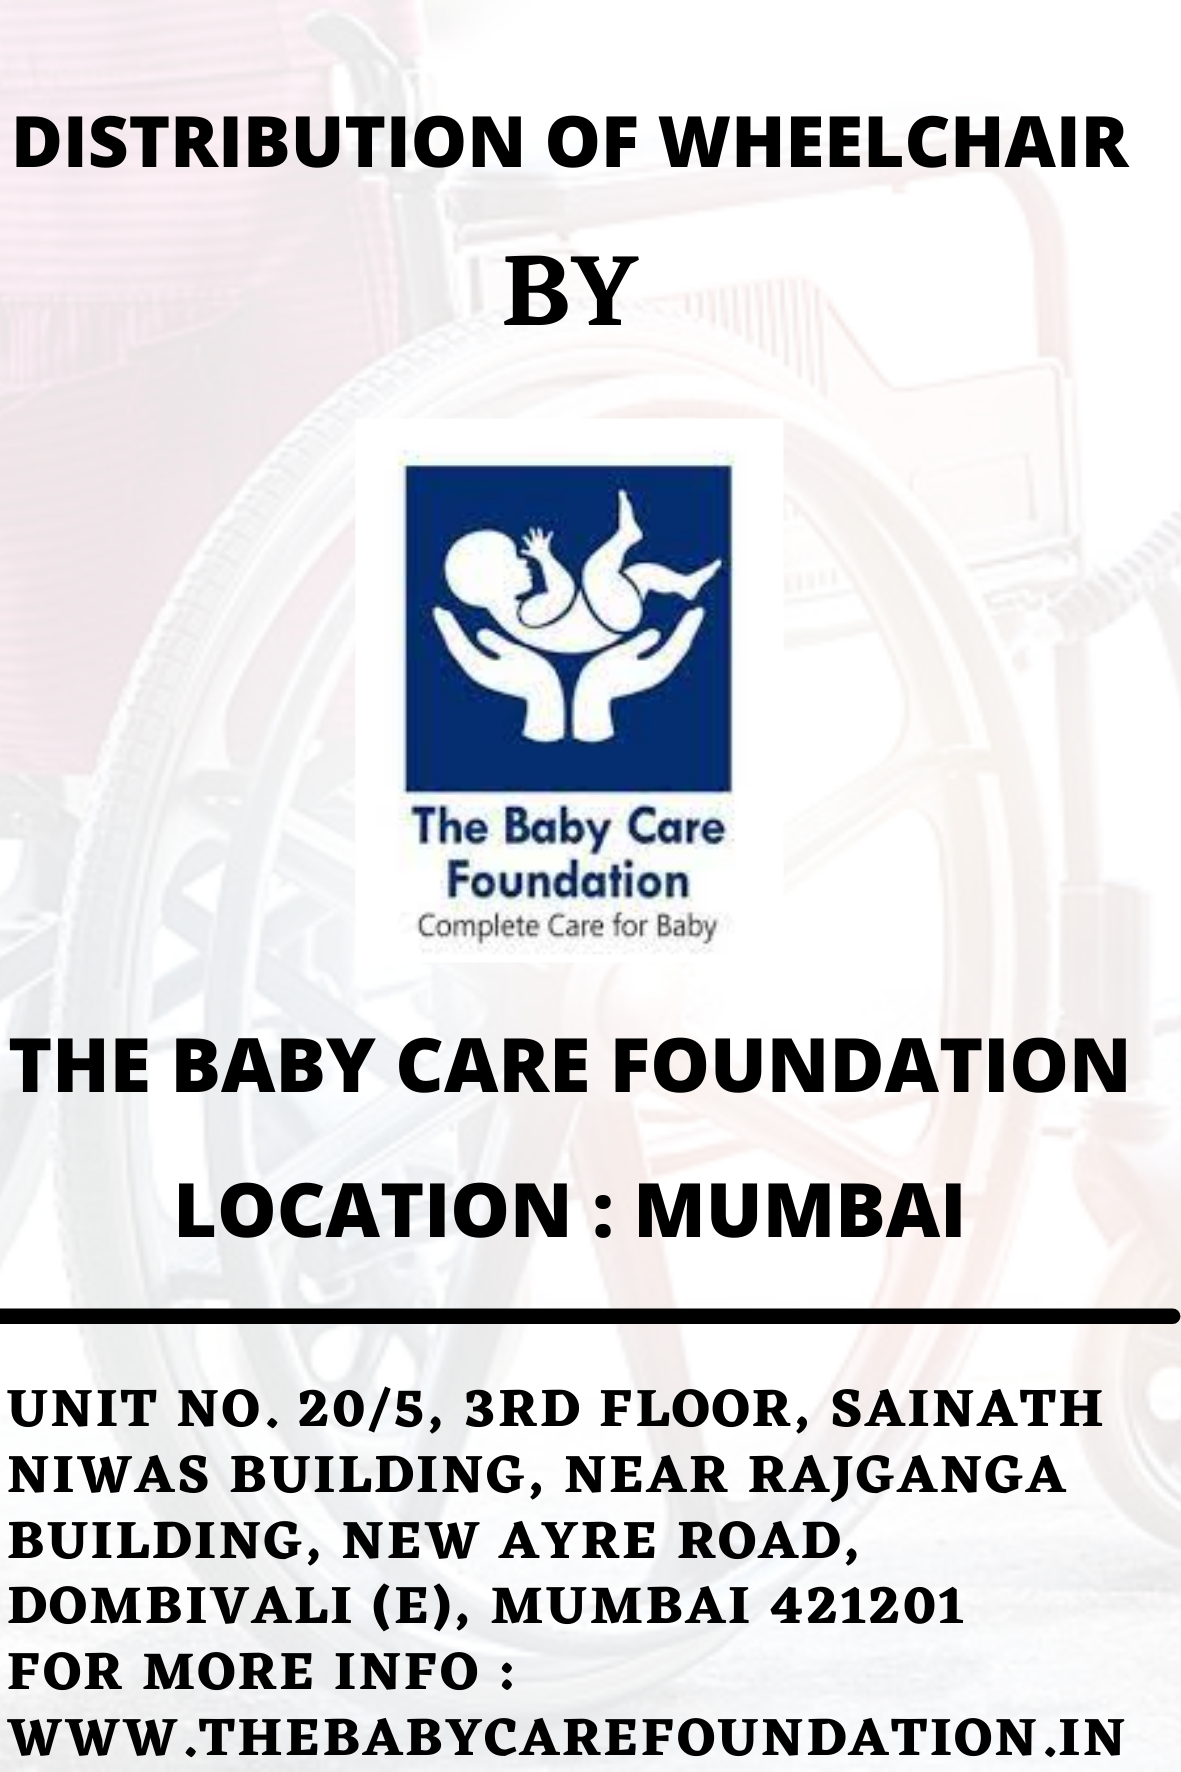 DISTRIBUTION OF WHEELCHAIR
BY
The Baby Care
Foundation
Complete Care for Baby
THE BABY CARE FOUNDATION
LOCATION : MUMBAI
UNIT NO. 20/5, 3RD FLOOR, SAINATH
NIWAS BUILDING, NEAR RAJGANGA
BUILDING, NEW AYRE ROAD,
DOMBIVALI (E), MUMBAI 421201
FOR MORE INFO :
WWW.THEBABYCAREFOUNDATION.IN